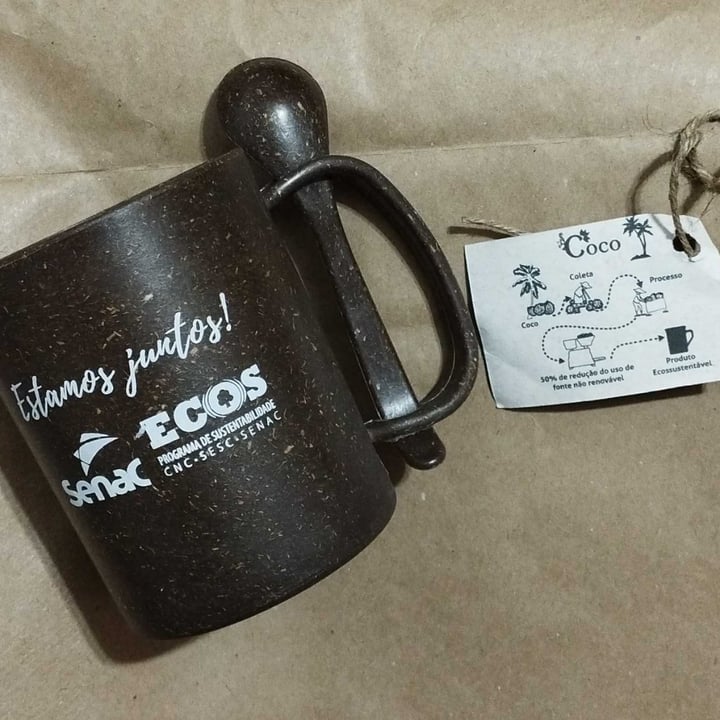 Estamos juntos!
senac
ECOS
PROGRAMA DE SUSTENTABILIDADE
CNC • SESC • SENAC
Coco
Coleta
Processo
Coco
50% de redução do uso de
fonte não renovável
Produto
Ecossustentável